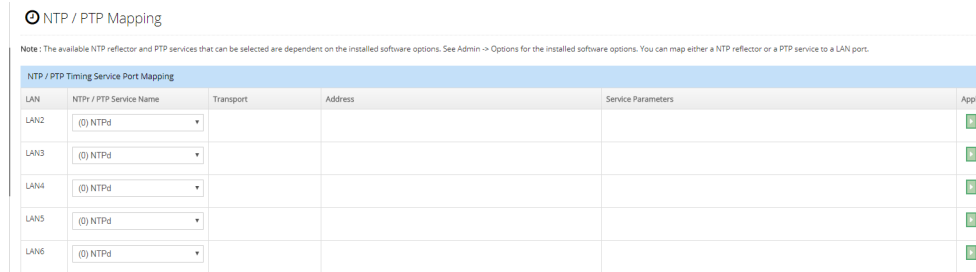 NTP / PTP Mapping
Note : The available NTP reflector and PTP services that can be selected are dependent on the installed software options. See Admin -> Options for the installed software options. You can map either a NTP reflector or a PTP service to a LAN port.
NTP / PTP Timing Service Port Mapping
LAN NTPr / PTP Service Name Transport Address Service Parameters Appl
LAN2 (0) NTPd
LAN3 (0) NTPd
LAN4 (0) NTPd
LAN5 (0) NTPd
LAN6 (0) NTPd